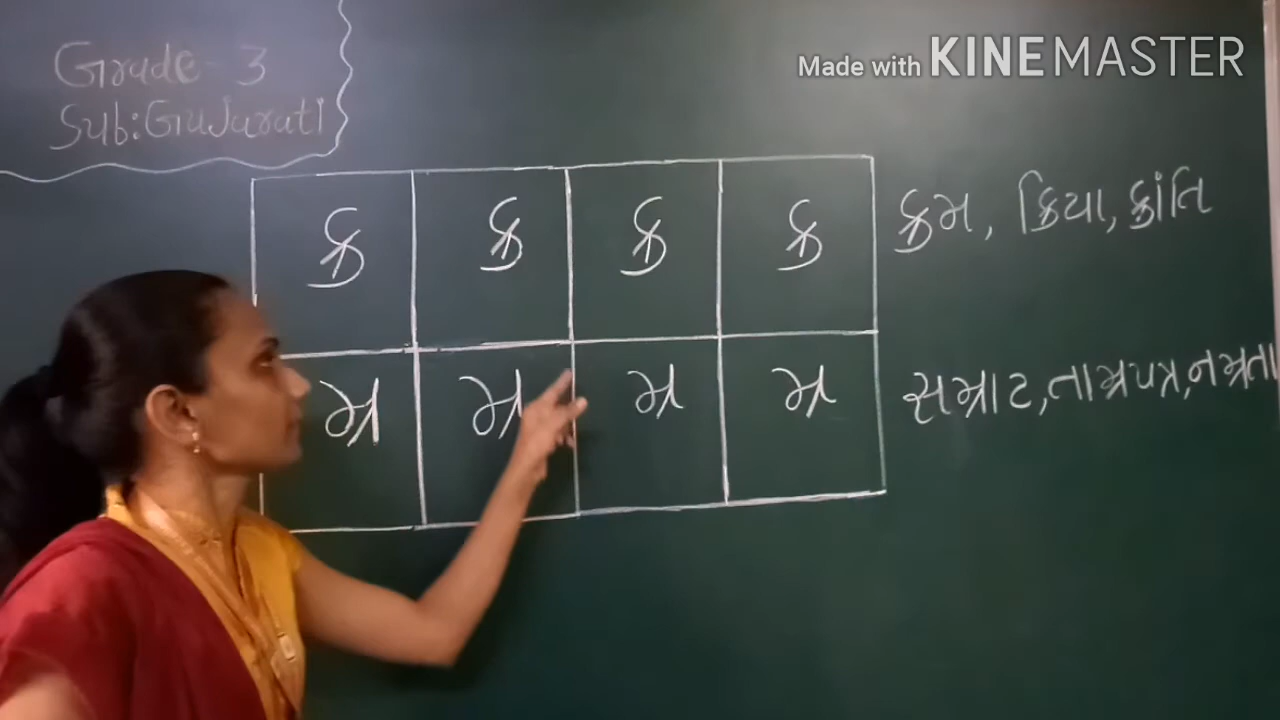 Made with KINEMASTER
Grade - 3
Sub:Gujarati
ક્ર ક્ર ક્ર ક્ર
ક્રમ, ક્રિયા, ક્રાંતિ
મ્ર મ્ર મ્ર મ્ર
સમ્રાટ, તામ્રપત્ર, નમ્રતા